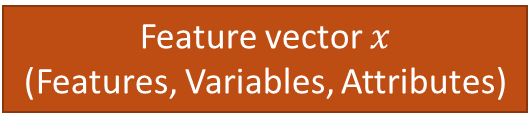 Feature vector x
(Features, Variables, Attributes)